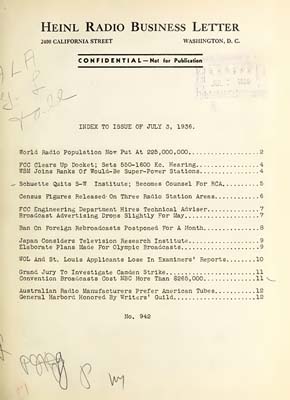 HEINL RADIO BUSINESS LETTER
2400 CALIFORNIA STREET WASHINGTON, D. C.
CONFIDENTIAL — Not for Publication
INDEX TO ISSUE OF JULY 3, 1936.
World Radio Population Now Put At 225,000,000...............2
FCC Clears Up Docket; Sets 550-1600 Kc. Hearing...............4
WSM Joins Ranks Of Would-Be Super-Power Stations...............4
Schuette Quits S-W Institute; Becomes Counsel For RCA........5
Census Figures Released On Three Radio Station Areas..........6
FCC Engineering Department Hires Technical Adviser............7
Broadcast Advertising Drops Slightly For May..................7
Ban On Foreign Rebroadcasts Postponed For A Month.............8
Japan Considers Television Research Institute.................9
Elaborate Plans Made For Olympic Broadcasts...................9
WOL And St. Louis Applicants Lose In Examiners' Reports......10
Grand Jury To Investigate Camden Strike......................11
Convention Broadcasts Cost NBC More Than $265,000............11
Australian Radio Manufacturers Prefer American Tubes.........12
General Harbord Honored By Writers' Guild....................12
No. 942